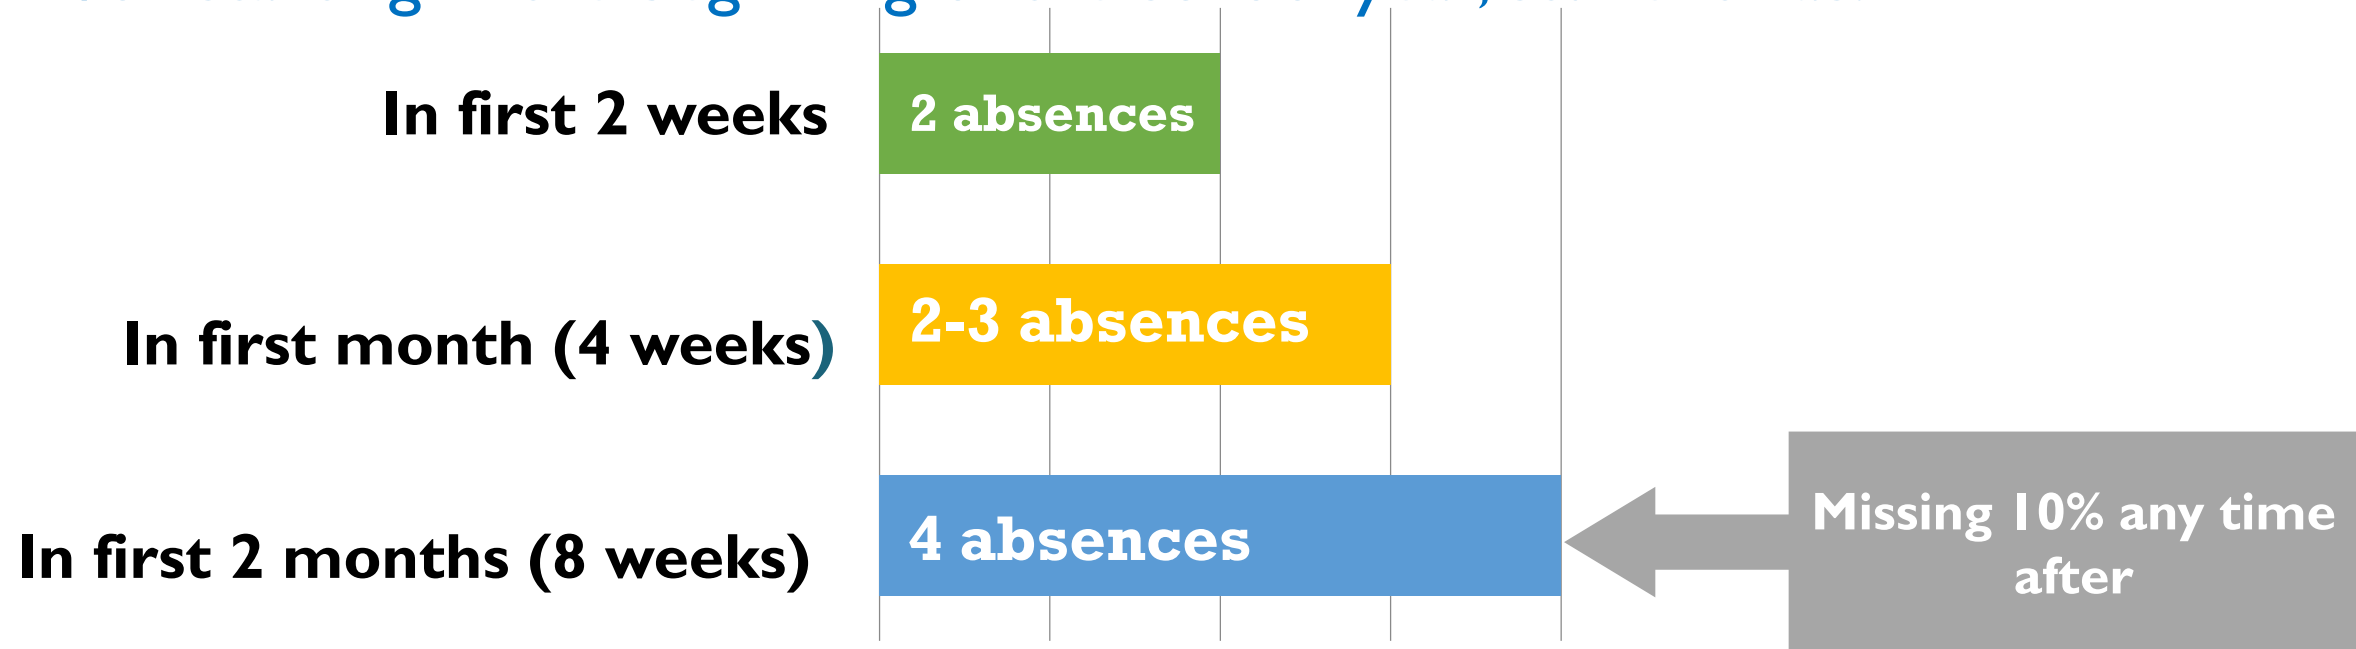 In first 2 weeks
2 absences
In first month (4 weeks)
2-3 absences
In first 2 months (8 weeks)
4 absences
Missing 10% any time
after